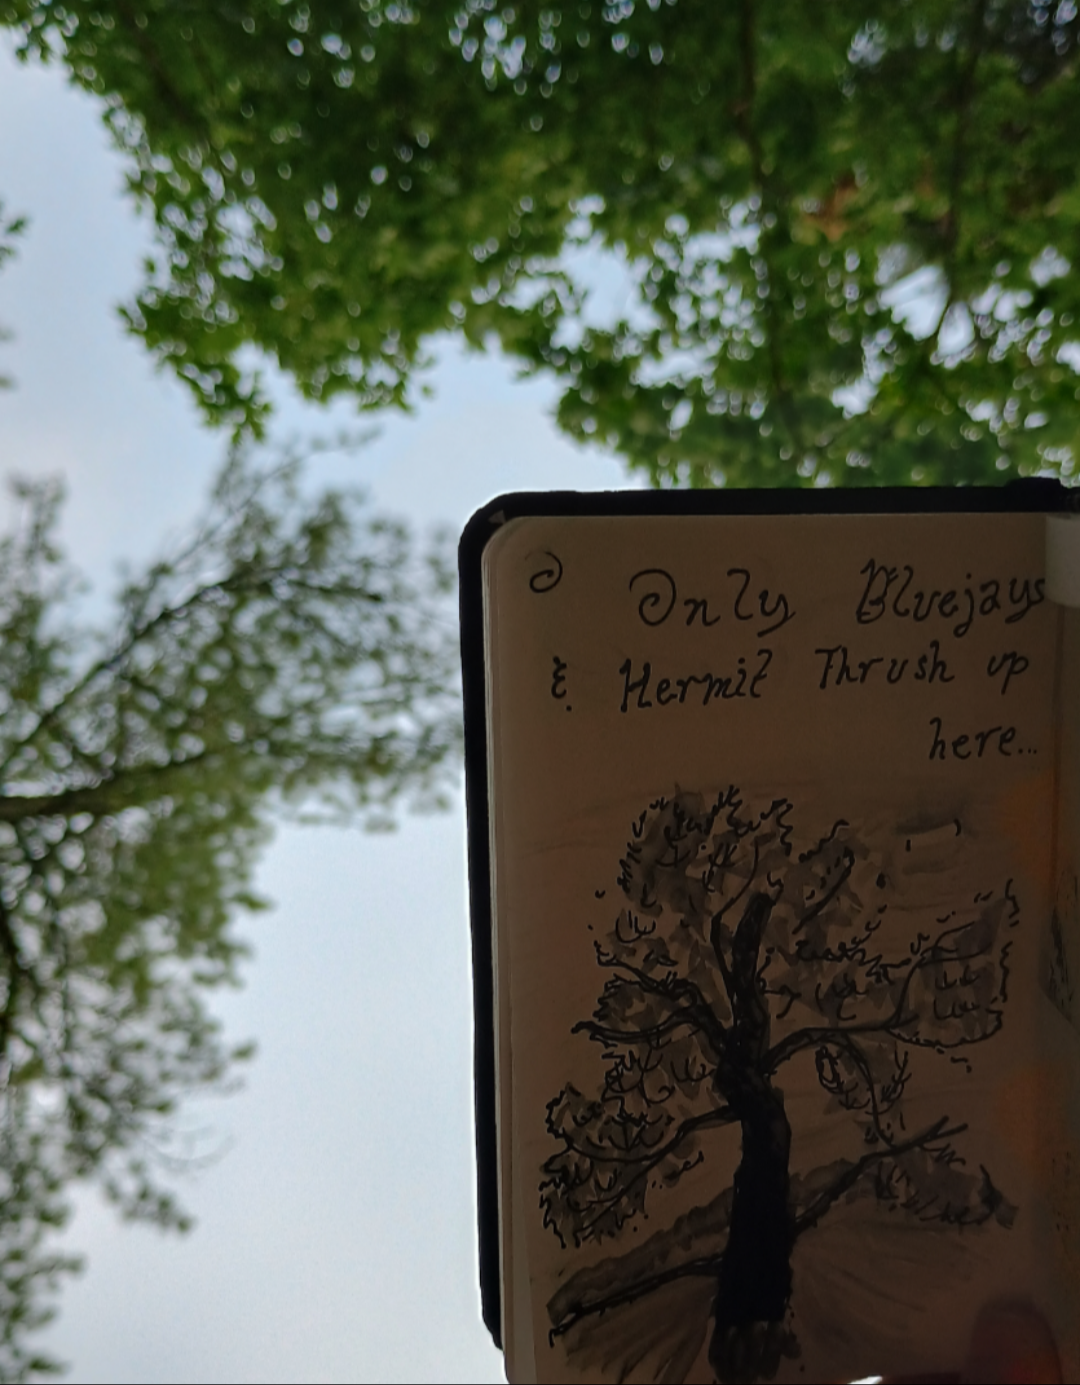 Only Bluejays
& Hermit Thrush up
here...